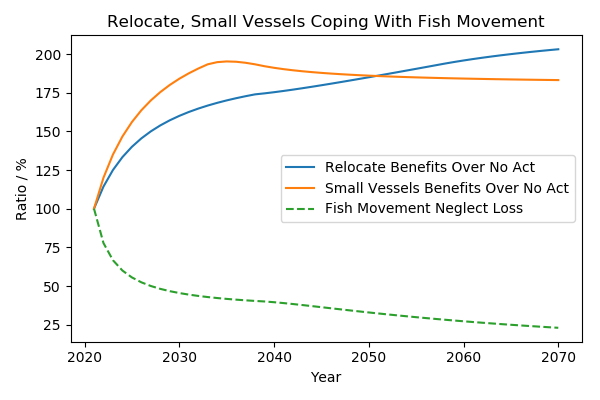 Relocate, Small Vessels Coping With Fish Movement
Ratio / %
200
175
150
125
100
75
50
25
Relocate Benefits Over No Act
Small Vessels Benefits Over No Act
Fish Movement Neglect Loss
2020 2030 2040 2050 2060 2070
Year